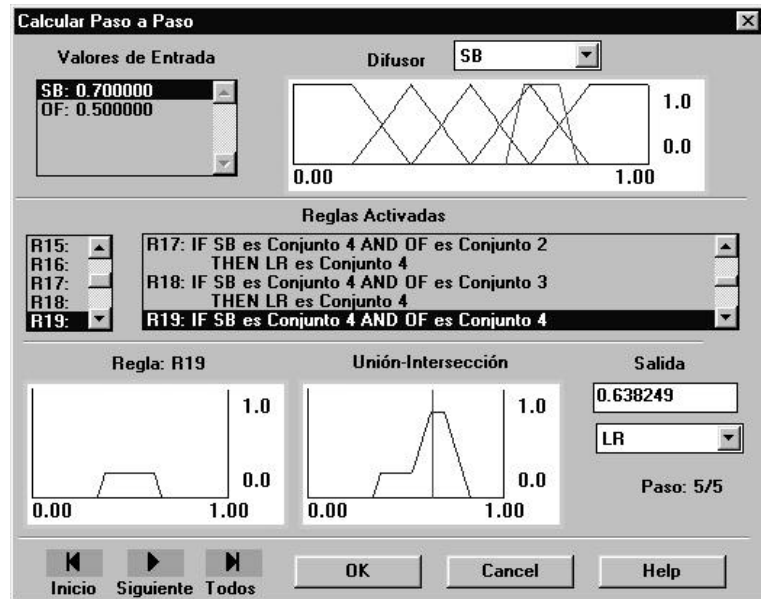 Calcular Paso a Paso
Valores de Entrada
Difusor
SB
SB: 0.700000
OF: 0.500000
1.0
0.0
0.00
1.00
Reglas Activadas
R15:
R16:
R17:
R18:
R19:
R17: IF SB es Conjunto 4 AND OF es Conjunto 2
THEN LR es Conjunto 4
R18: IF SB es Conjunto 4 AND OF es Conjunto 3
THEN LR es Conjunto 4
R19: IF SB es Conjunto 4 AND OF es Conjunto 4
Regla: R19
1.0
0.0
0.00
1.00
Unión-Intersección
1.0
0.0
0.00
1.00
Salida
0.638249
LR
Paso: 5/5
Inicio
Siguiente
Todos
OK
Cancel
Help